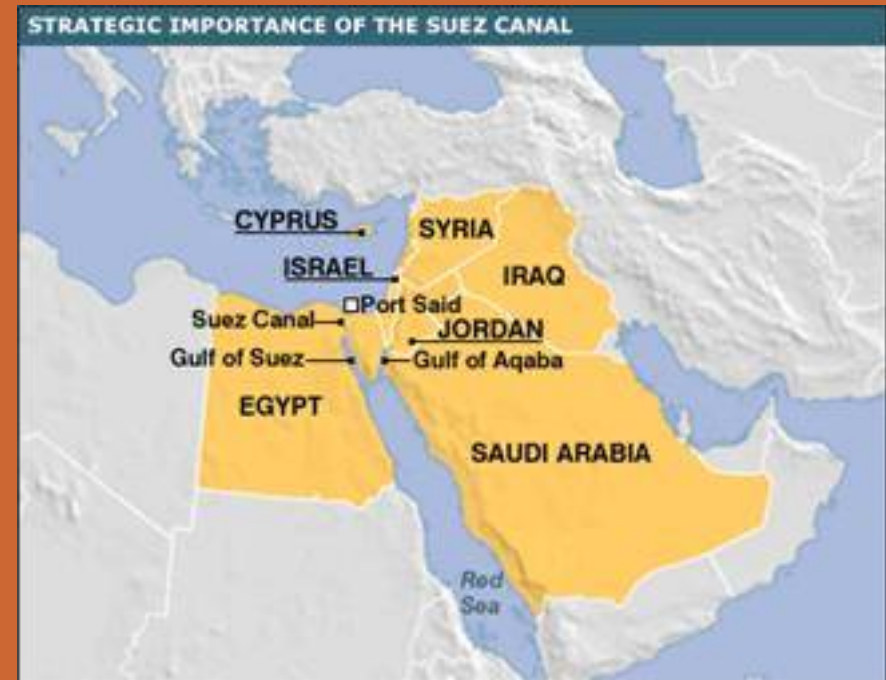 STRATEGIC IMPORTANCE OF THE SUEZ CANAL
CYPRUS
SYRIA
ISRAEL
IRAQ
Port Said
Suez Canal
JORDAN
Gulf of Suez
Gulf of Aqaba
EGYPT
SAUDI ARABIA
Red
Sea